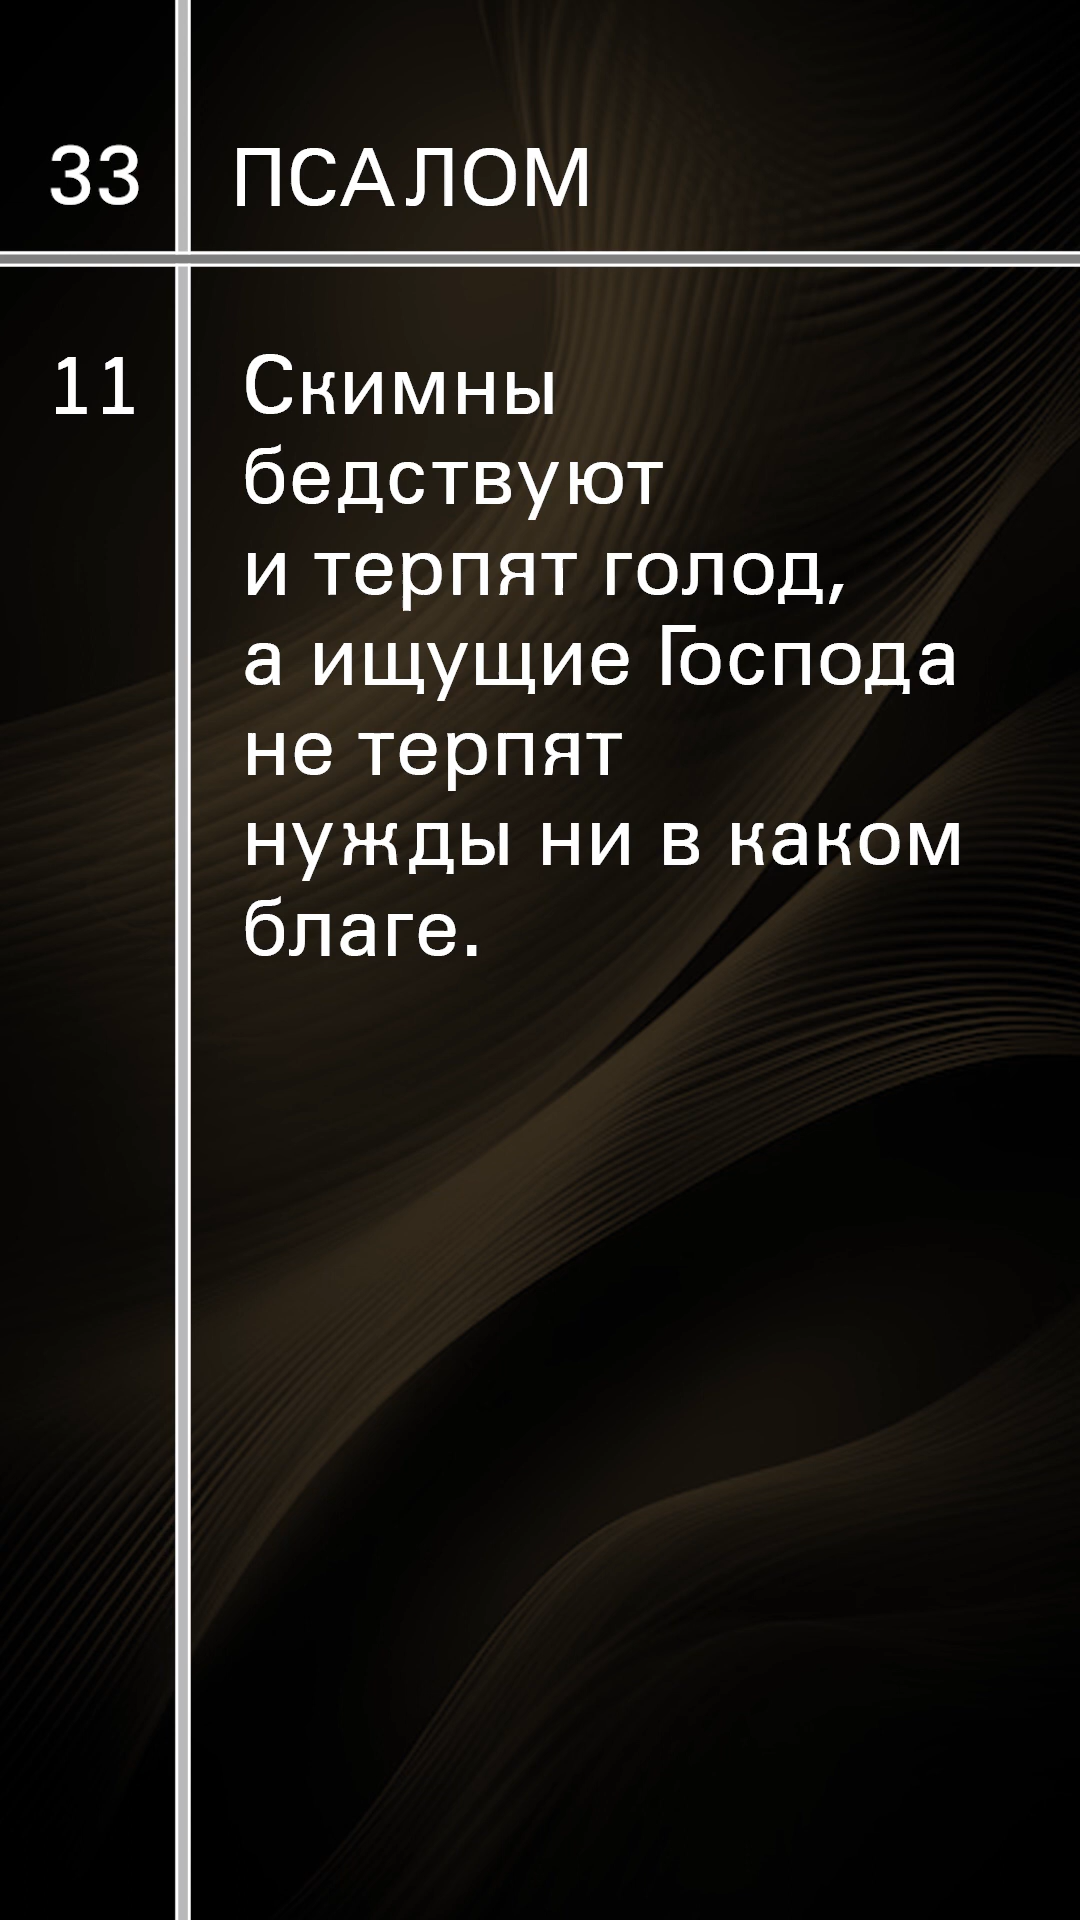 33 ПСАЛОМ
11 Скимны
бедствуют
и терпят голод,
а ищущие Господа
не терпят
нужды ни в каком
благе.